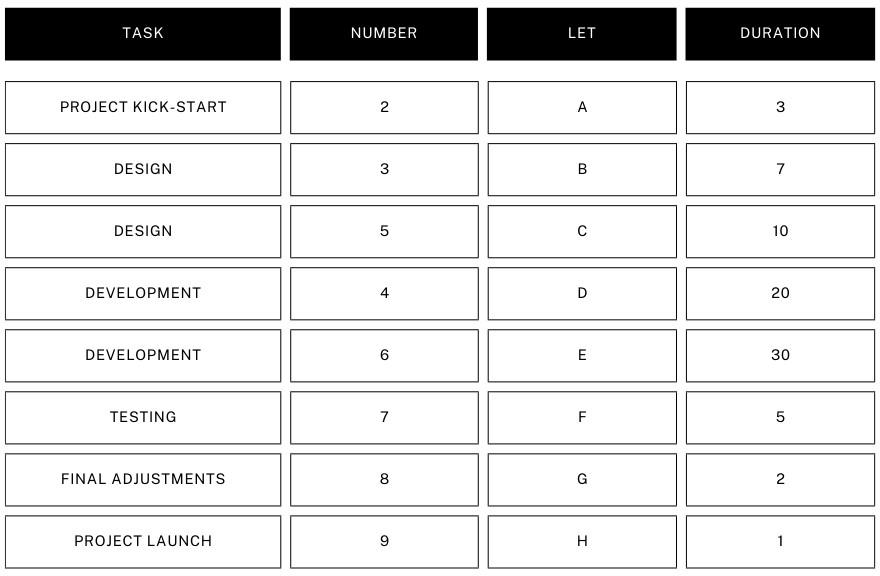 TASK NUMBER LET DURATION
PROJECT KICK-START 2 A 3
DESIGN 3 B 7
DESIGN 5 C 10
DEVELOPMENT 4 D 20
DEVELOPMENT 6 E 30
TESTING 7 F 5
FINAL ADJUSTMENTS 8 G 2
PROJECT LAUNCH 9 H 1